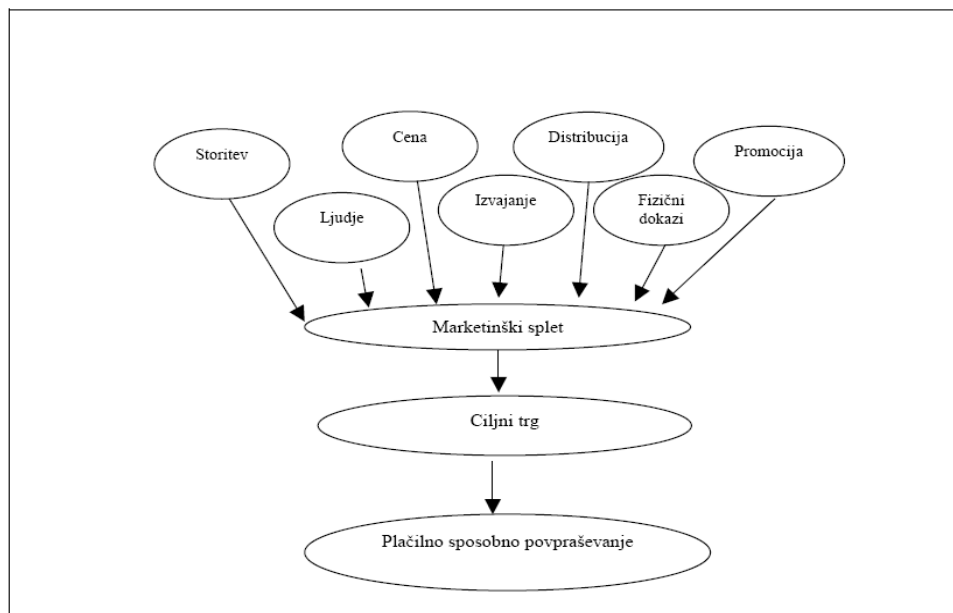 Storitev
Cena
Distribucija
Promocija
Ljudje
Izvajanje
Fizični
dokazi
Marketinški splet
Ciljni trg
Plačilno sposobno povpraševanje